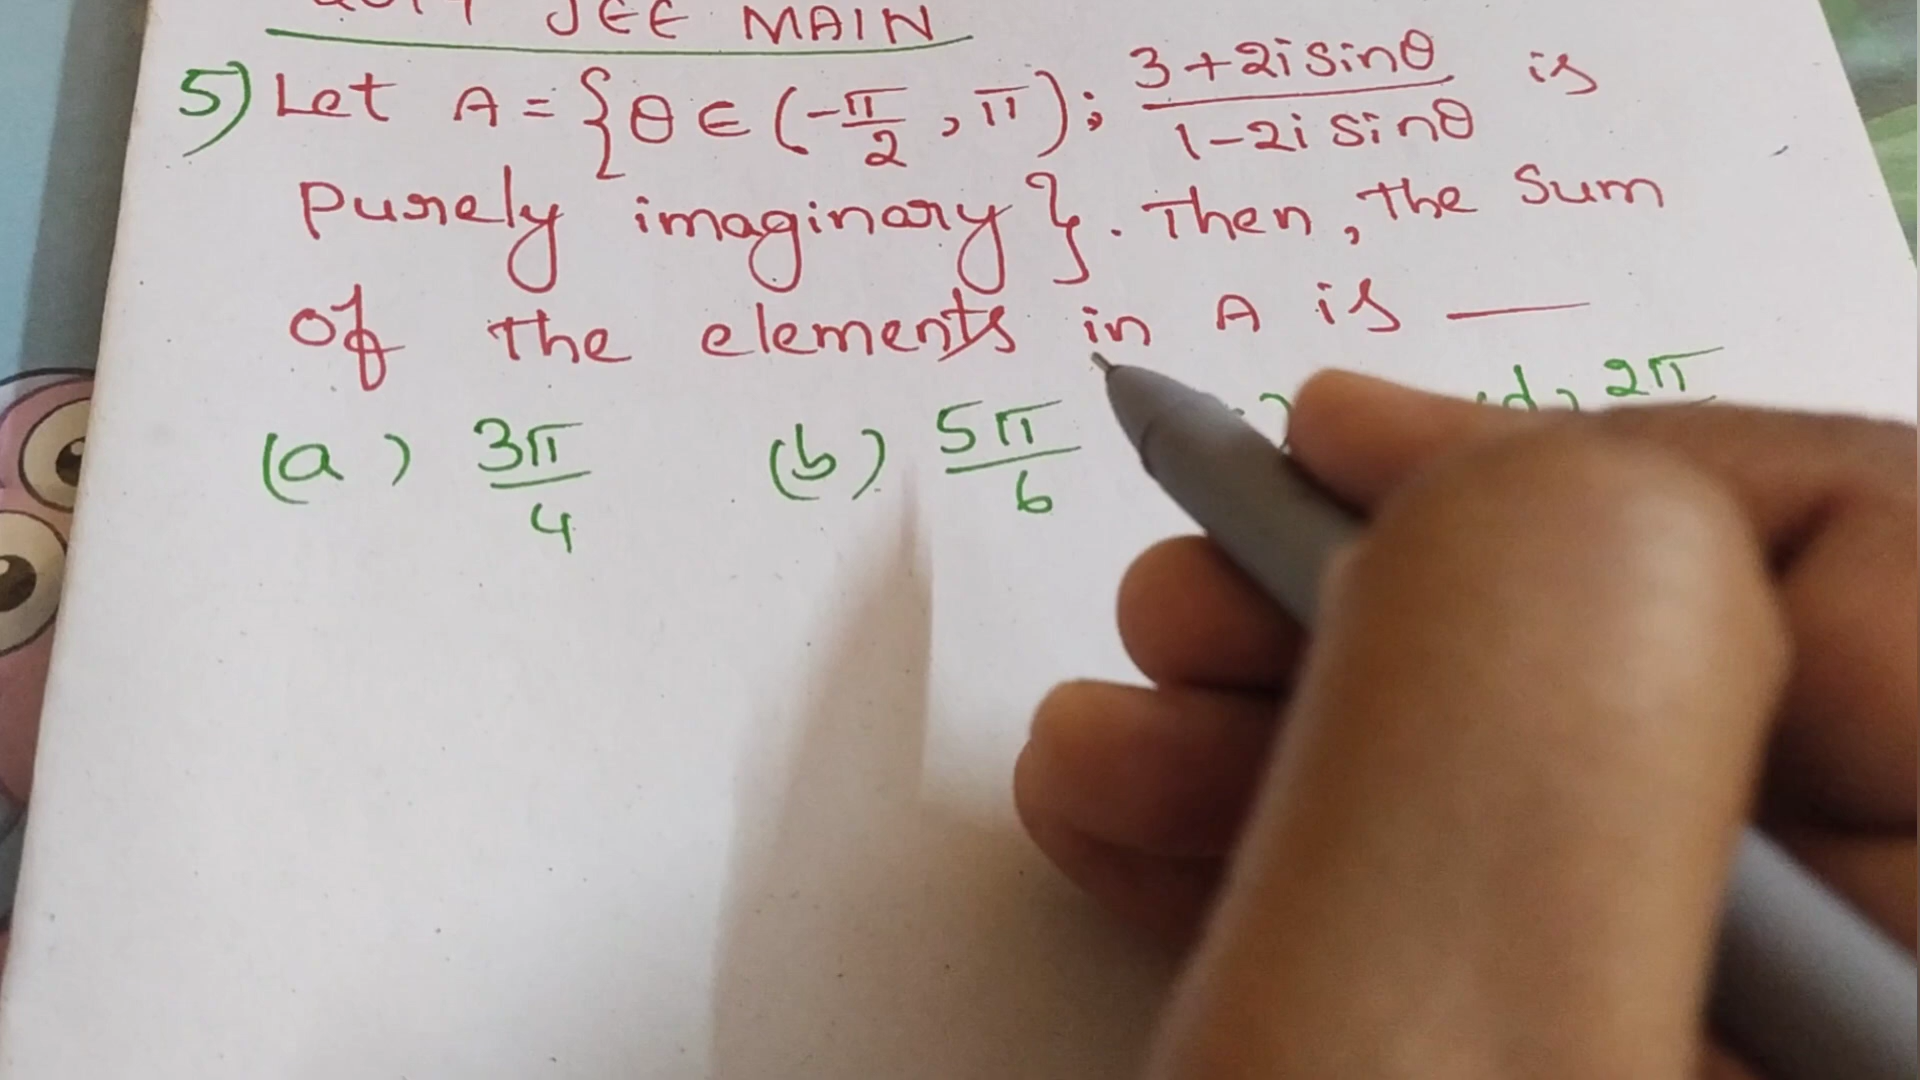 JEE MAIN
5) Let A = { θ ∈ (-π/2, π); (3+2i sinθ)/(1-2i sinθ) is
purely imaginary }. Then, the sum
of the elements in A is ___
(a) 3π/4 (b) 5π/6 d) 2π